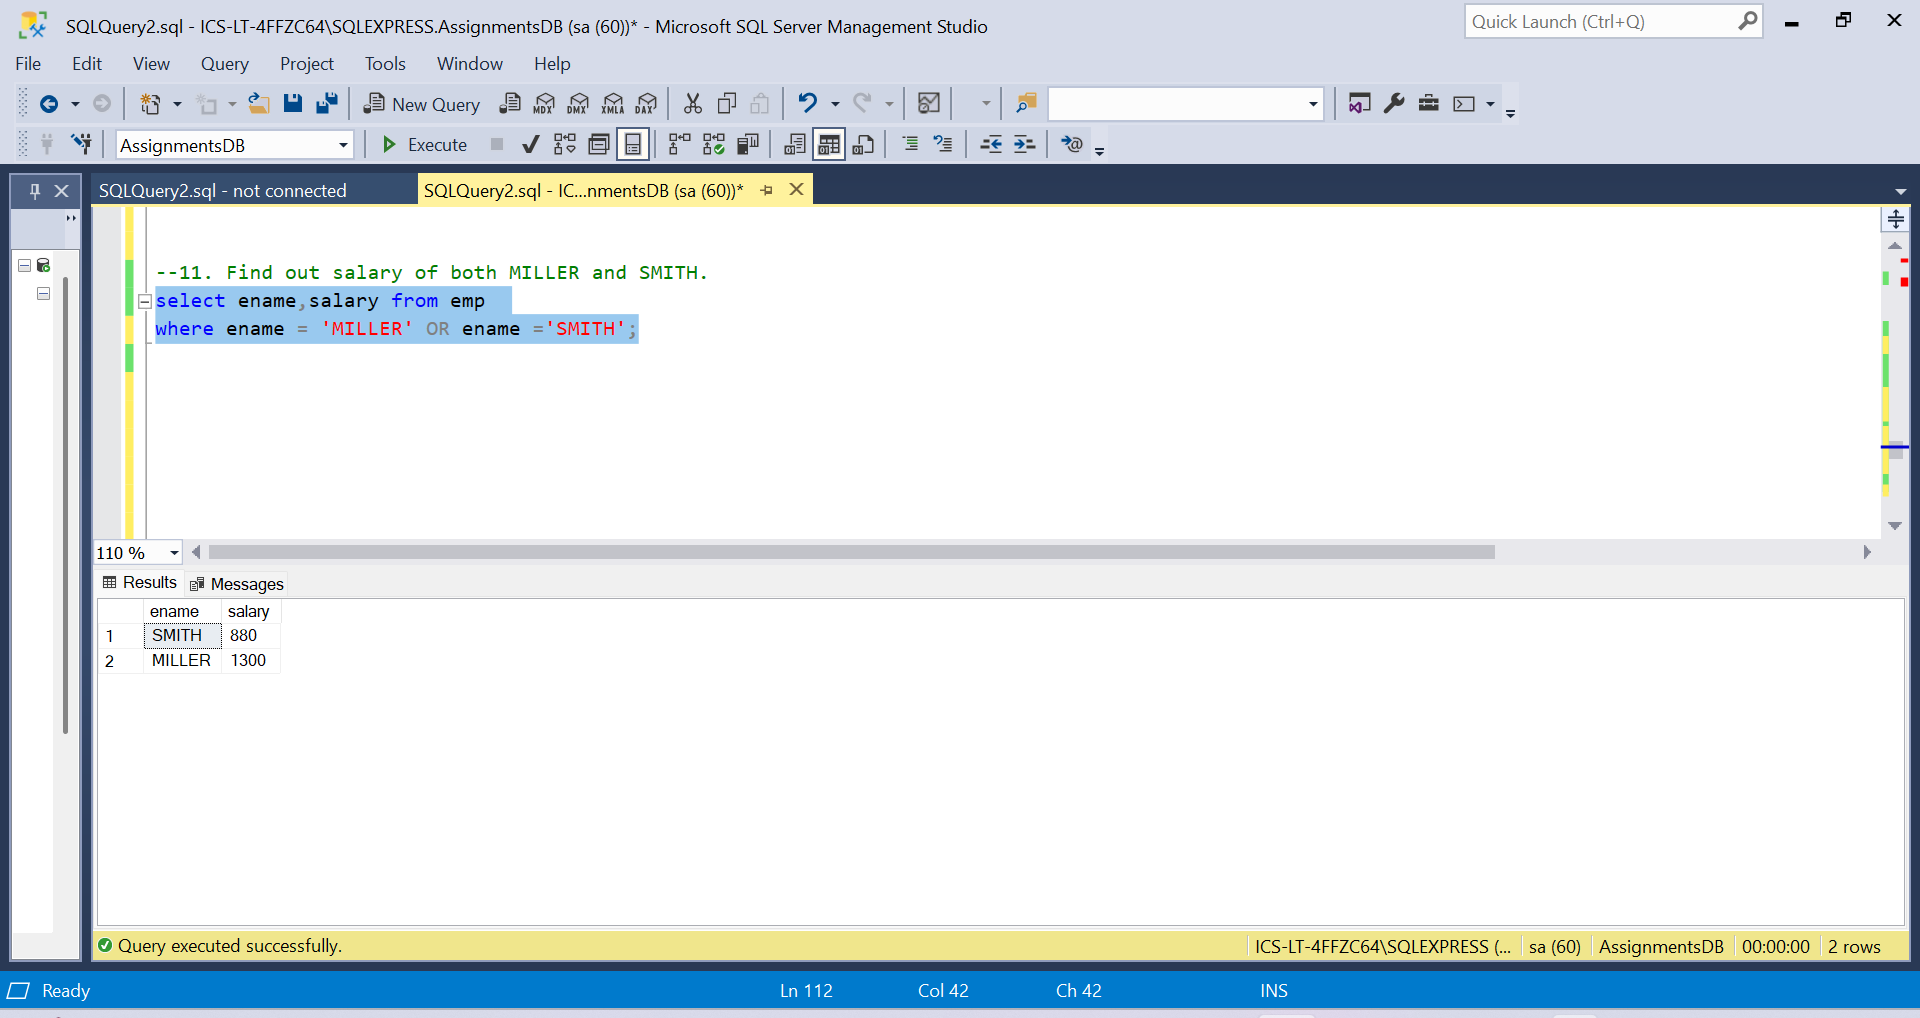 SQLQuery2.sql - ICS-LT-4FFZC64\SQLEXPRESS.AssignmentsDB (sa (60))* - Microsoft SQL Server Management Studio
Quick Launch (Ctrl+Q)
File Edit View Query Project Tools Window Help
New Query MDX DMX XMLA DAX
AssignmentsDB Execute
SQLQuery2.sql - not connected
SQLQuery2.sql - IC...nmentsDB (sa (60))*
--11. Find out salary of both MILLER and SMITH.
select ename,salary from emp
where ename = 'MILLER' OR ename ='SMITH';
110 %
Results Messages
ename salary
1 SMITH 880
2 MILLER 1300
Query executed successfully.
ICS-LT-4FFZC64\SQLEXPRESS (... sa (60) AssignmentsDB 00:00:00 2 rows
Ready Ln 112 Col 42 Ch 42 INS